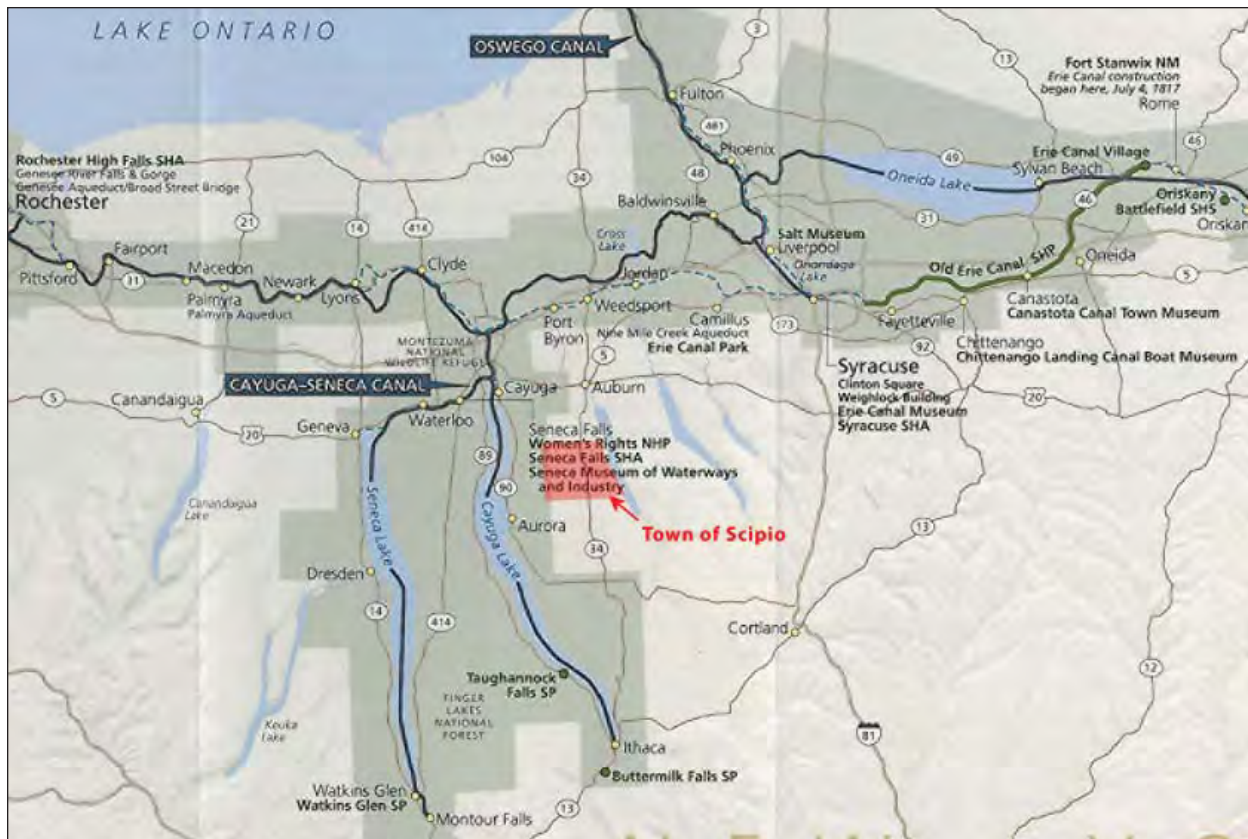 LAKE ONTARIO
OSWEGO CANAL
3
13
Fort Stanwix NM
Erie Canal construction
began here, July 4, 1817
Rome
46
Fulton
481
Phoenix
104
34
48
49
Erie Canal Village
Sylvan Beach
Oneida Lake
Oriskany
Battlefield SHS
Oriskan
46
31
Rochester High Falls SHA
Genesee River Falls & Gorge
Genesee Aqueduct/Broad Street Bridge
Rochester
21
14
414
Baldwinsville
Cross
Lake
Salt Museum
Liverpool
Onondaga
Lake
Old Erie Canal SHP
Oneida
5
Pittsford
Fairport
31
Macedon
Palmyra
Palmyra Aqueduct
Newark
Lyons
Clyde
Jordan
Weedsport
Port
Byron
Camillus
Nine Mile Creek Aqueduct
Erie Canal Park
173
Fayetteville
92
Canastota
Canastota Canal Town Museum
Chittenango
Chittenango Landing Canal Boat Museum
MONTEZUMA
NATIONAL
WILDLIFE REFUGE
5
Syracuse
Clinton Square
Weighlock Building
Erie Canal Museum
Syracuse SHA
20
CAYUGA–SENECA CANAL
Cayuga
Auburn
5
Canandaigua
20
Geneva
Waterloo
Seneca Falls
Women's Rights NHP
Seneca Falls SHA
Seneca Museum of Waterways
and Industry
89
90
Canandaigua
Lake
Seneca Lake
Cayuga Lake
Aurora
Town of Scipio
13
34
Dresden
14
414
Cortland
12
Taughannock
Falls SP
FINGER
LAKES
NATIONAL
FOREST
Keuka
Lake
81
Ithaca
Buttermilk Falls SP
Watkins Glen
Watkins Glen SP
Montour Falls
13